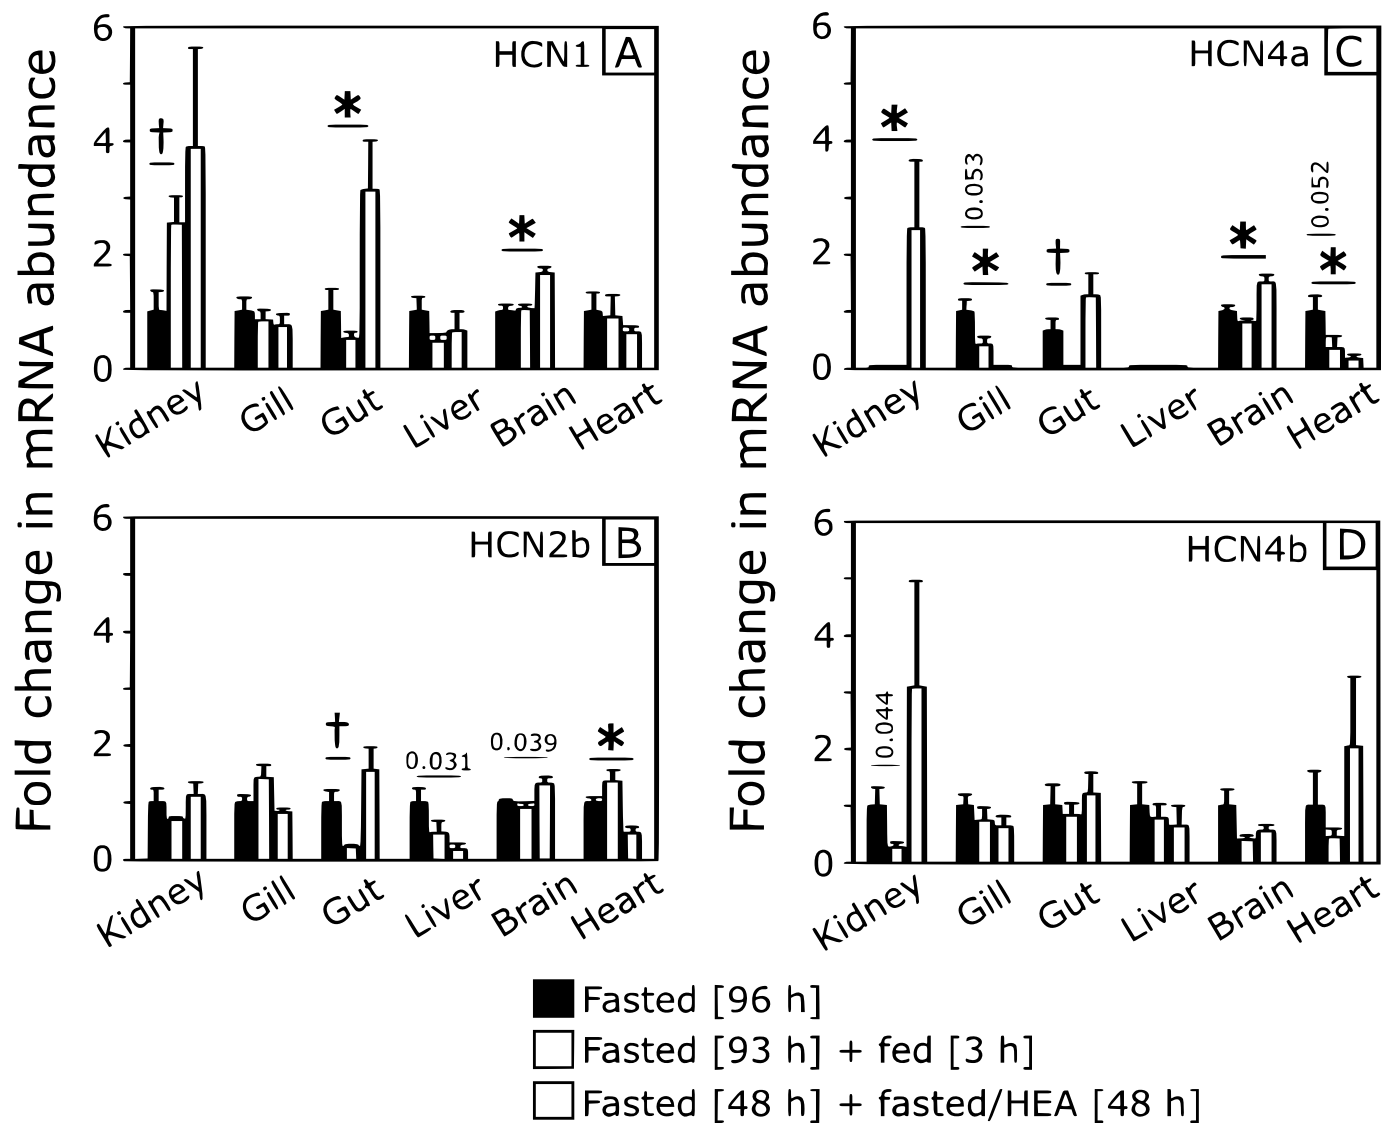 Fold change in mRNA abundance
6
4
2
0
HCN1 A
†
*
*
Kidney Gill Gut Liver Brain Heart
Fold change in mRNA abundance
6
4
2
0
HCN4a C
*
0.053
*
†
*
0.052
*
Kidney Gill Gut Liver Brain Heart
6
4
2
0
HCN2b B
†
0.031
0.039
*
Kidney Gill Gut Liver Brain Heart
6
4
2
0
HCN4b D
0.044
Kidney Gill Gut Liver Brain Heart
Fasted [96 h]
Fasted [93 h] + fed [3 h]
Fasted [48 h] + fasted/HEA [48 h]